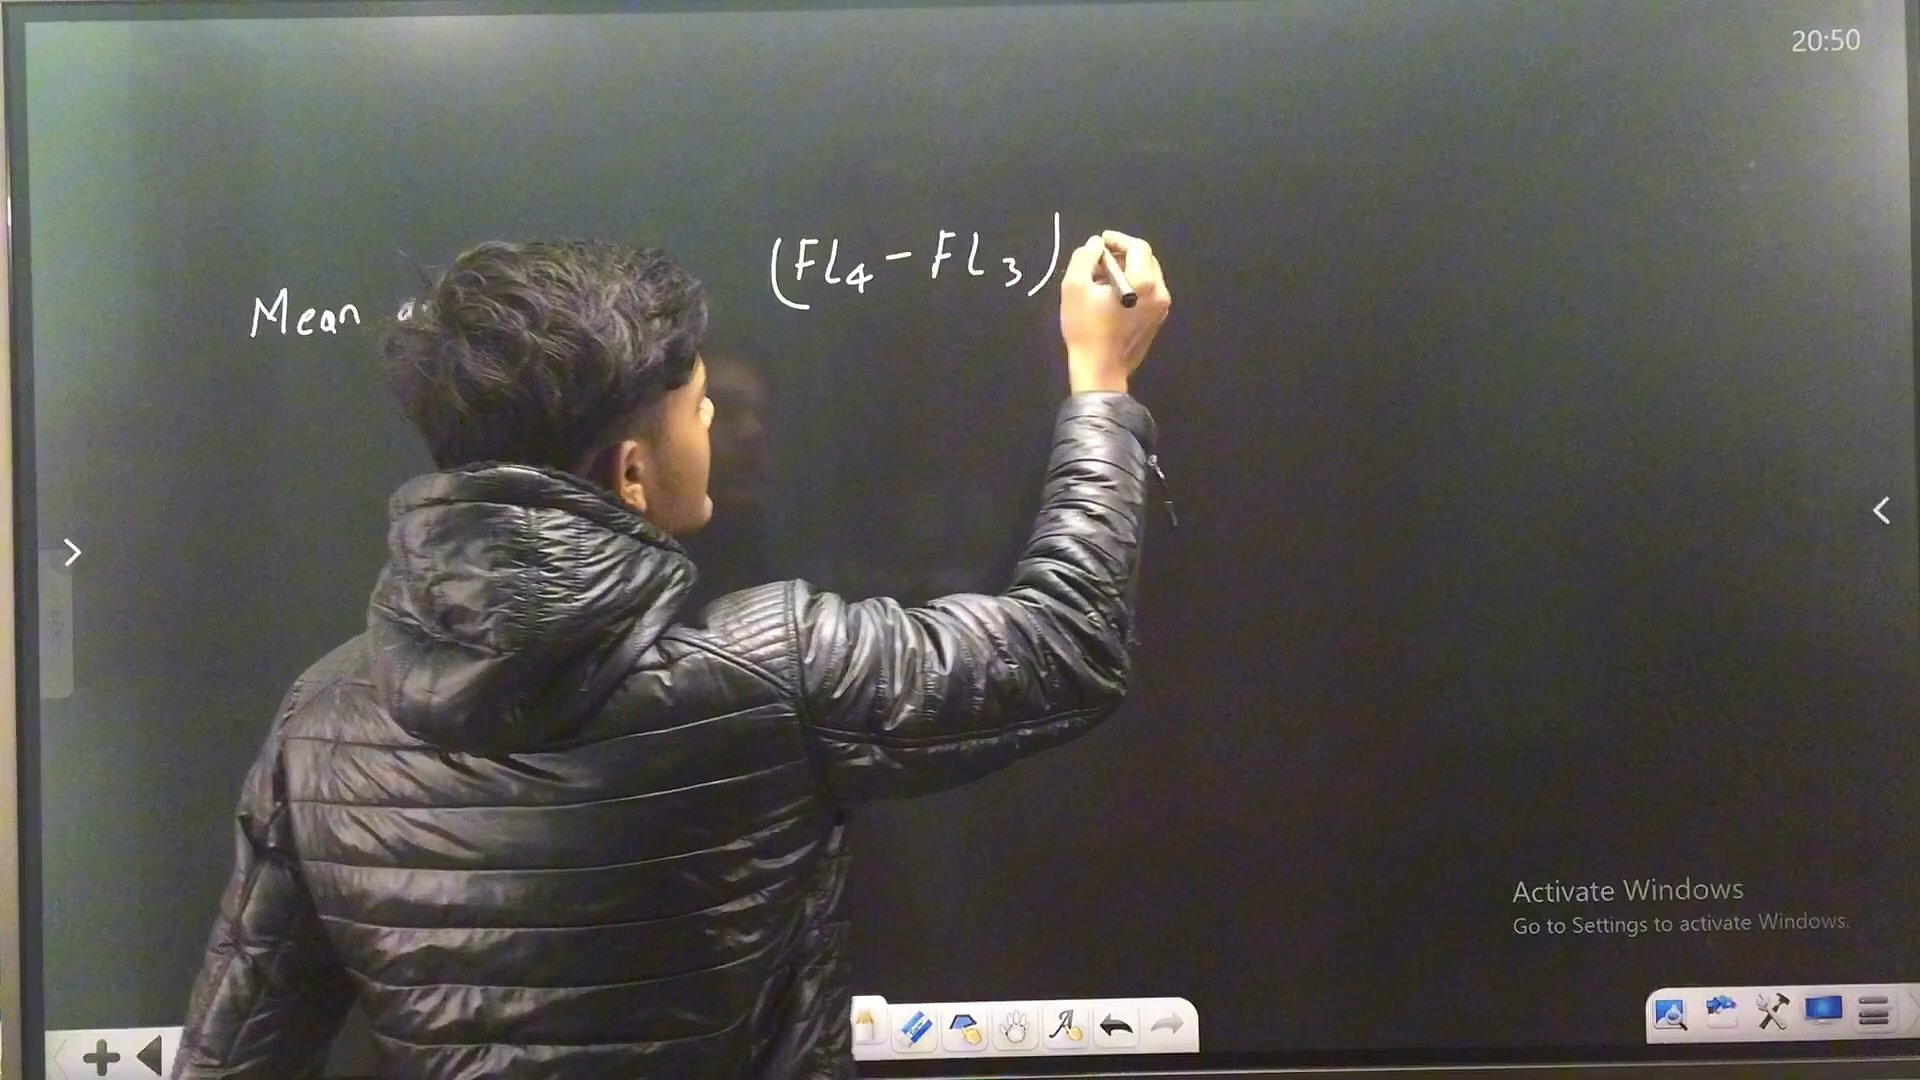 20:50
(FL4 - FL3)
Mean
Activate Windows
Go to Settings to activate Windows.